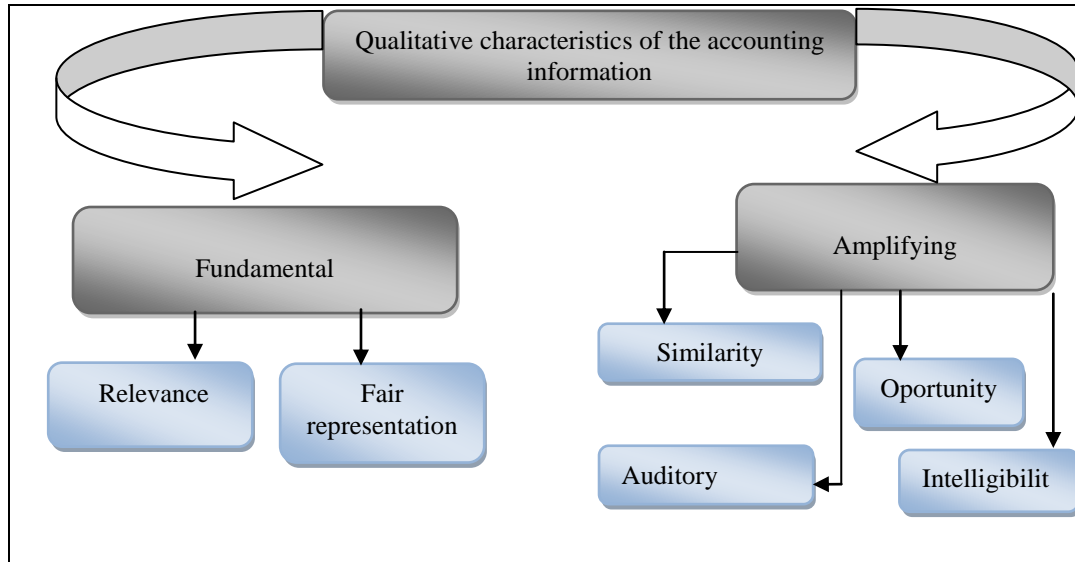 Qualitative characteristics of the accounting
information
Fundamental
Amplifying
Relevance
Fair
representation
Similarity
Oportunity
Auditory
Intelligibilit